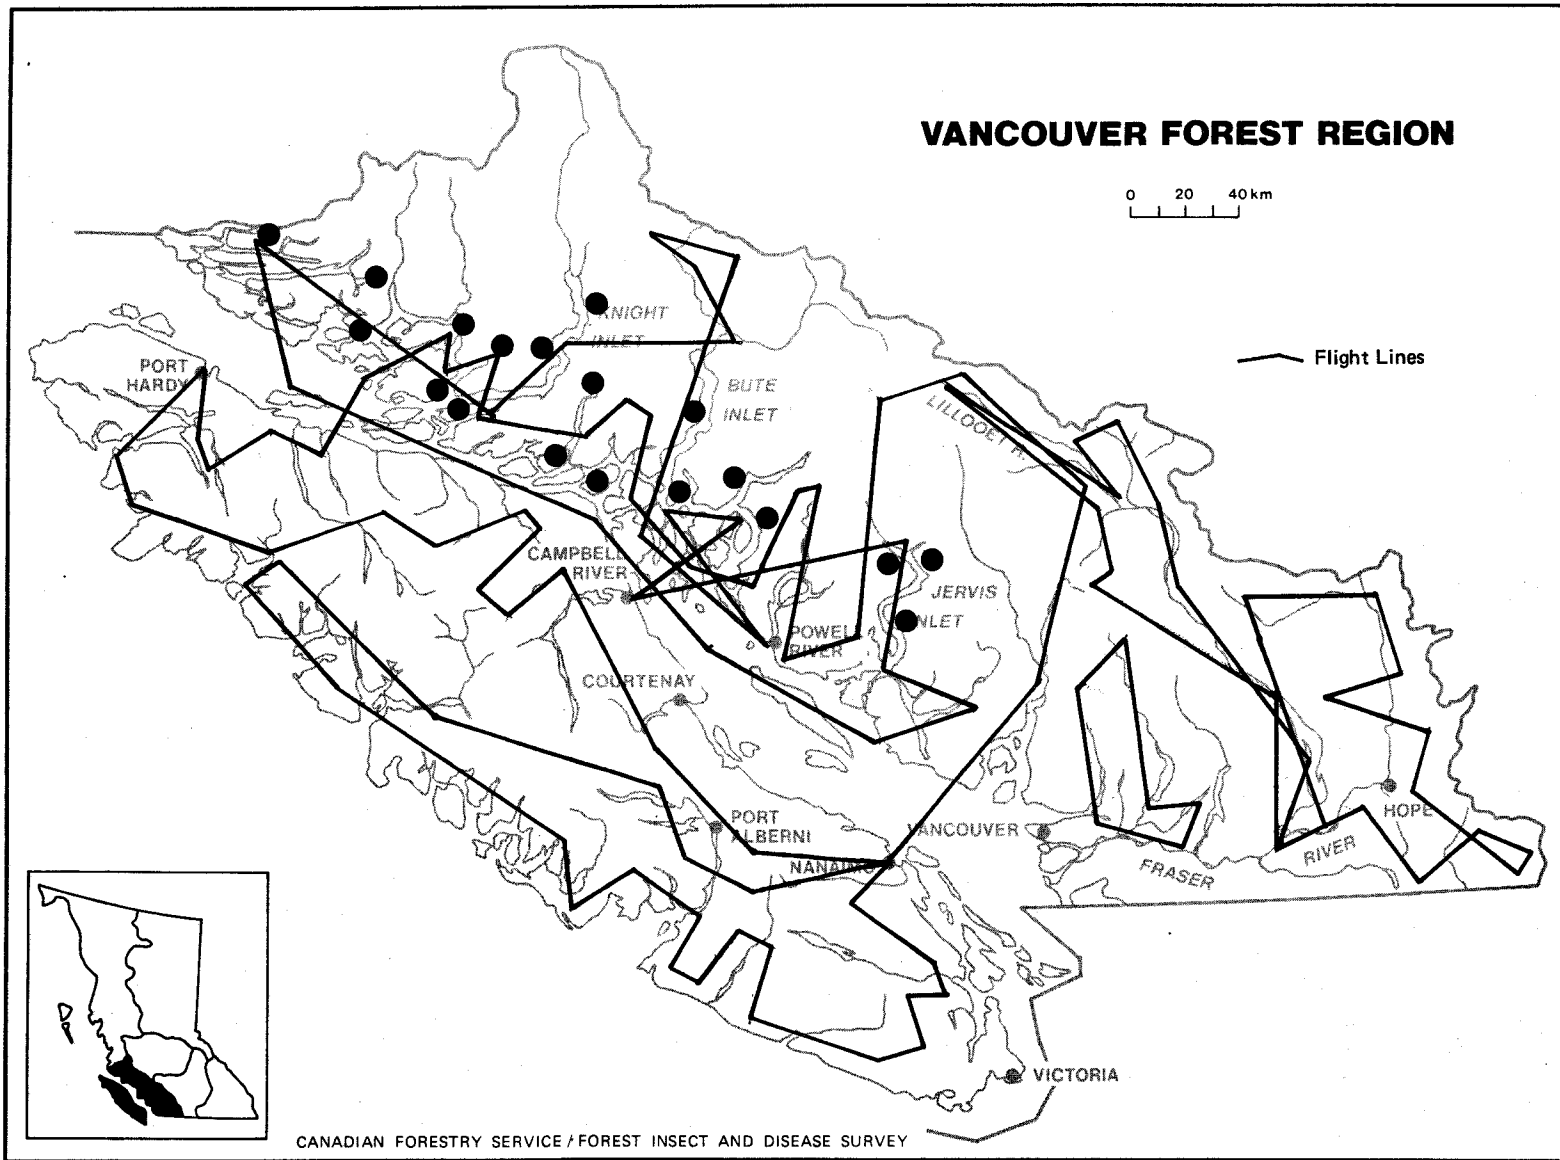 VANCOUVER FOREST REGION
0 20 40 km
KNIGHT
INLET
PORT
HARDY
Flight Lines
BUTE
INLET
LILLOOET R.
CAMPBELL
RIVER
JERVIS
INLET
POWELL
RIVER
COURTENAY
PORT
ALBERNI
HOPE
VANCOUVER
NANAIMO
RIVER
FRASER
VICTORIA
CANADIAN FORESTRY SERVICE / FOREST INSECT AND DISEASE SURVEY